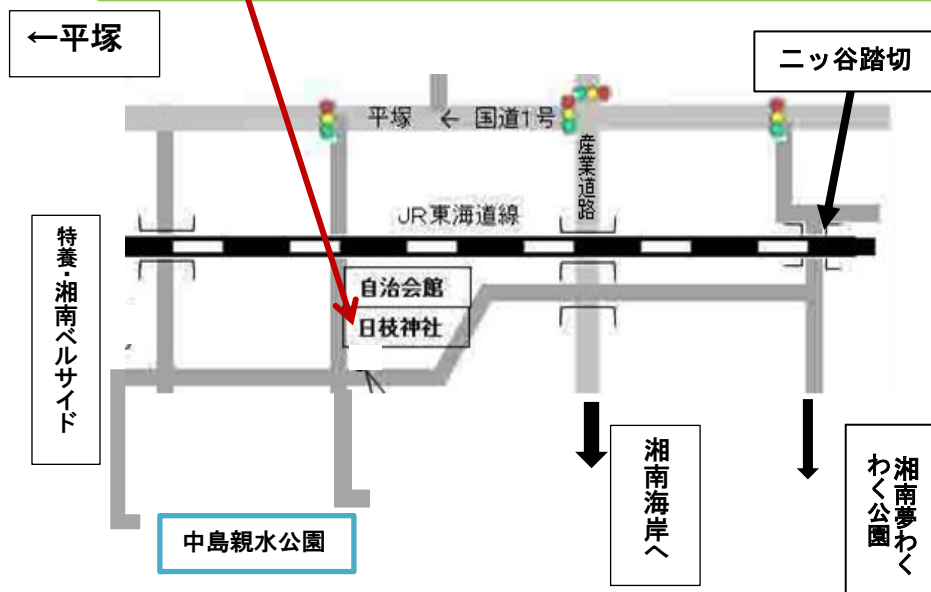 ←平塚
二ッ谷踏切
平塚 ← 国道1号
産業道路
JR東海道線
特養・湘南ベルサイド
自治会館
日枝神社
湘南海岸へ
湘南夢わく
わく公園
中島親水公園